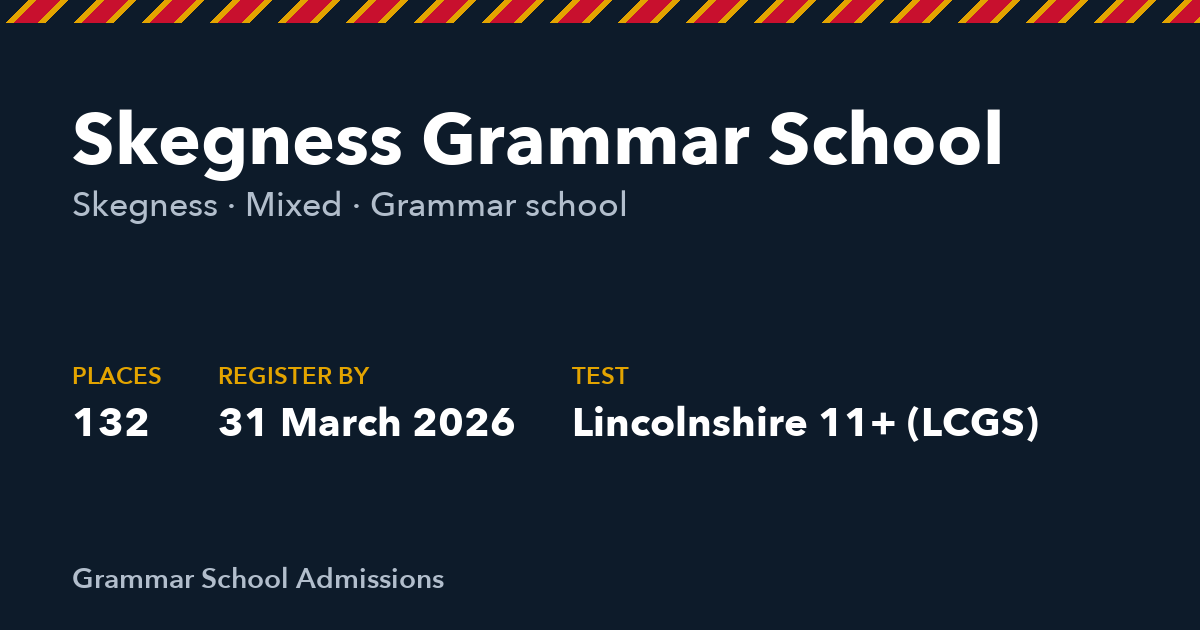 Skegness Grammar School
Skegness · Mixed · Grammar school
PLACES
132
REGISTER BY
31 March 2026
TEST
Lincolnshire 11+ (LCGS)
Grammar School Admissions